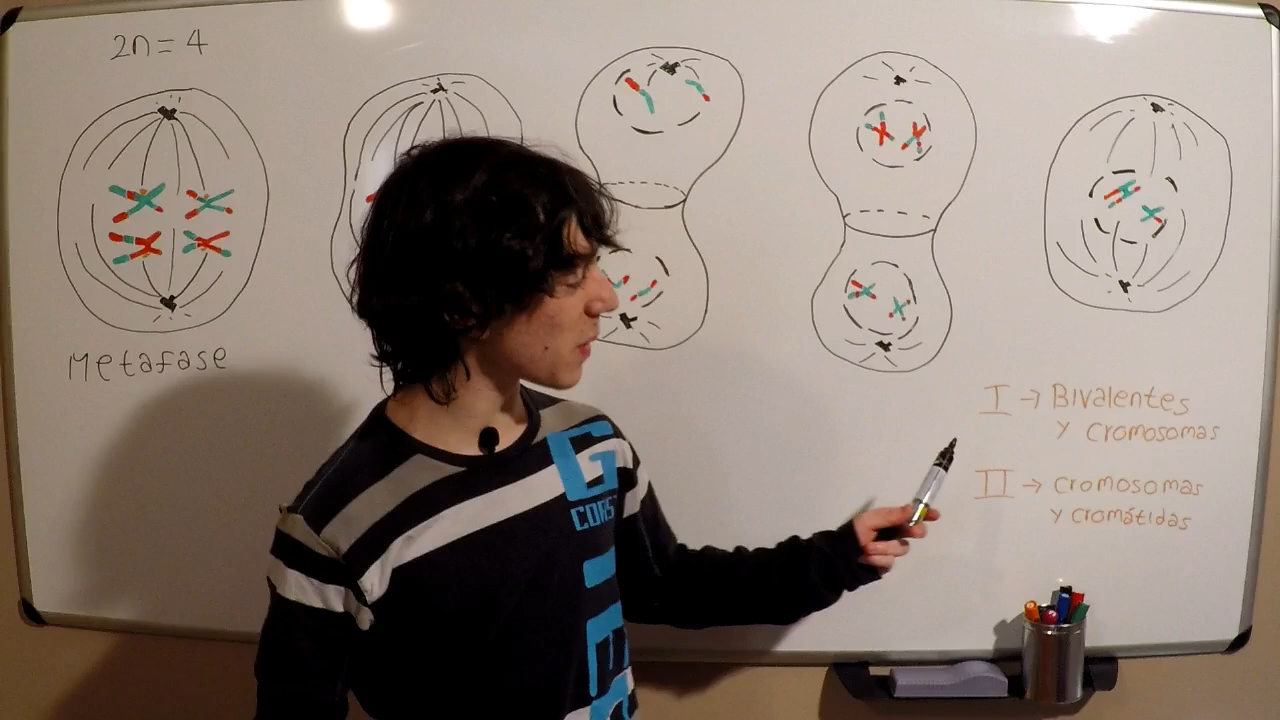 2n=4
Metafase
I → Bivalentes
y cromosomas
II → cromosomas
y cromátidas
G